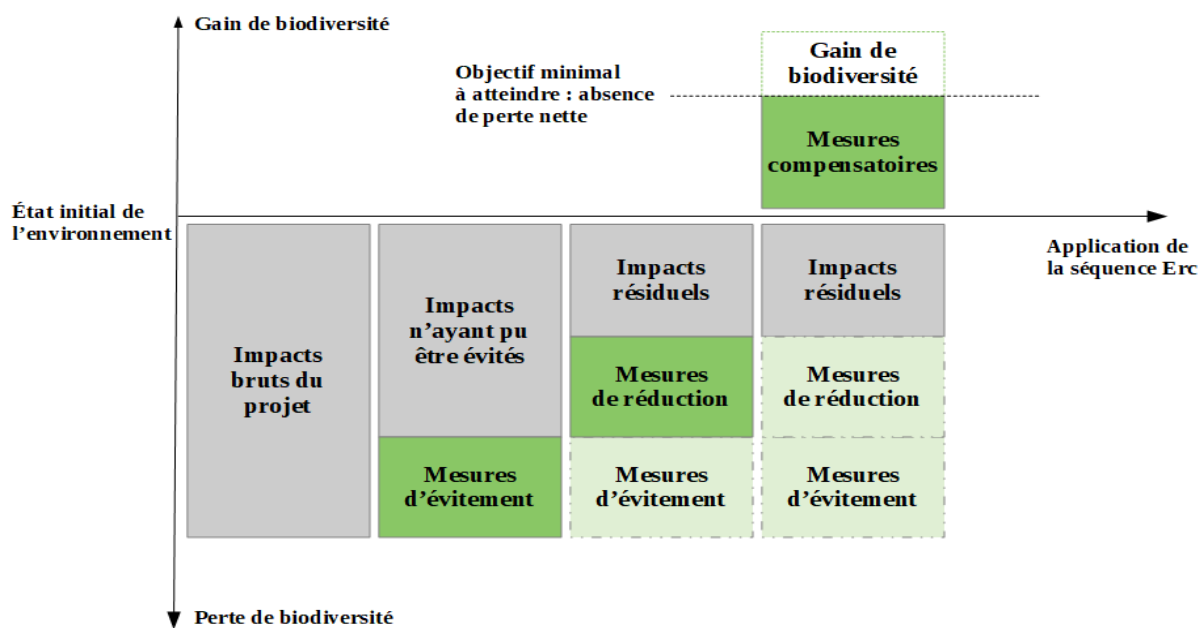 Gain de biodiversité
Gain de
biodiversité
Objectif minimal
à atteindre : absence
de perte nette
Mesures
compensatoires
État initial de
l'environnement
Application de
la séquence Erc
Impacts
bruts du
projet
Impacts
n'ayant pu
être évités
Mesures
d'évitement
Impacts
résiduels
Mesures
de réduction
Mesures
d'évitement
Impacts
résiduels
Mesures
de réduction
Mesures
d'évitement
Perte de biodiversité